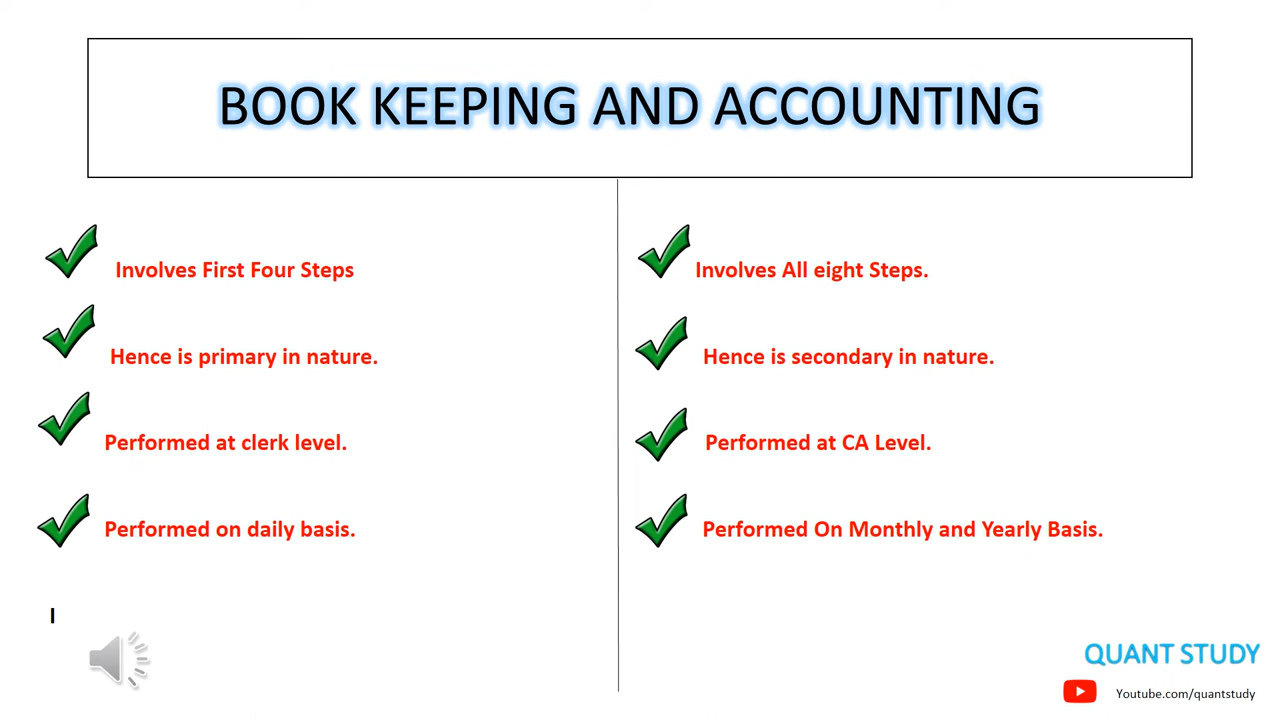 BOOK KEEPING AND ACCOUNTING
Involves First Four Steps
Hence is primary in nature.
Performed at clerk level.
Performed on daily basis.
I
Involves All eight Steps.
Hence is secondary in nature.
Performed at CA Level.
Performed On Monthly and Yearly Basis.
QUANT STUDY
Youtube.com/quantstudy